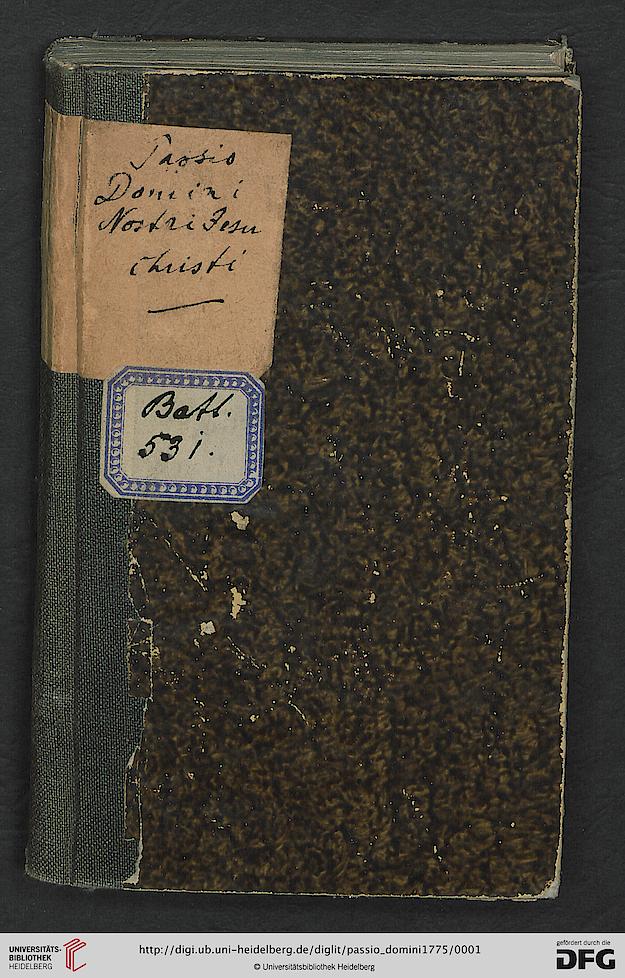 Passio
Domini
Nostri Jesu
Christi
Batt.
531.
UNIVERSITÄTS-
BIBLIOTHEK
HEIDELBERG
http://digi.ub.uni-heidelberg.de/diglit/passio_domini1775/0001
© Universitätsbibliothek Heidelberg
gefördert durch die
DFG